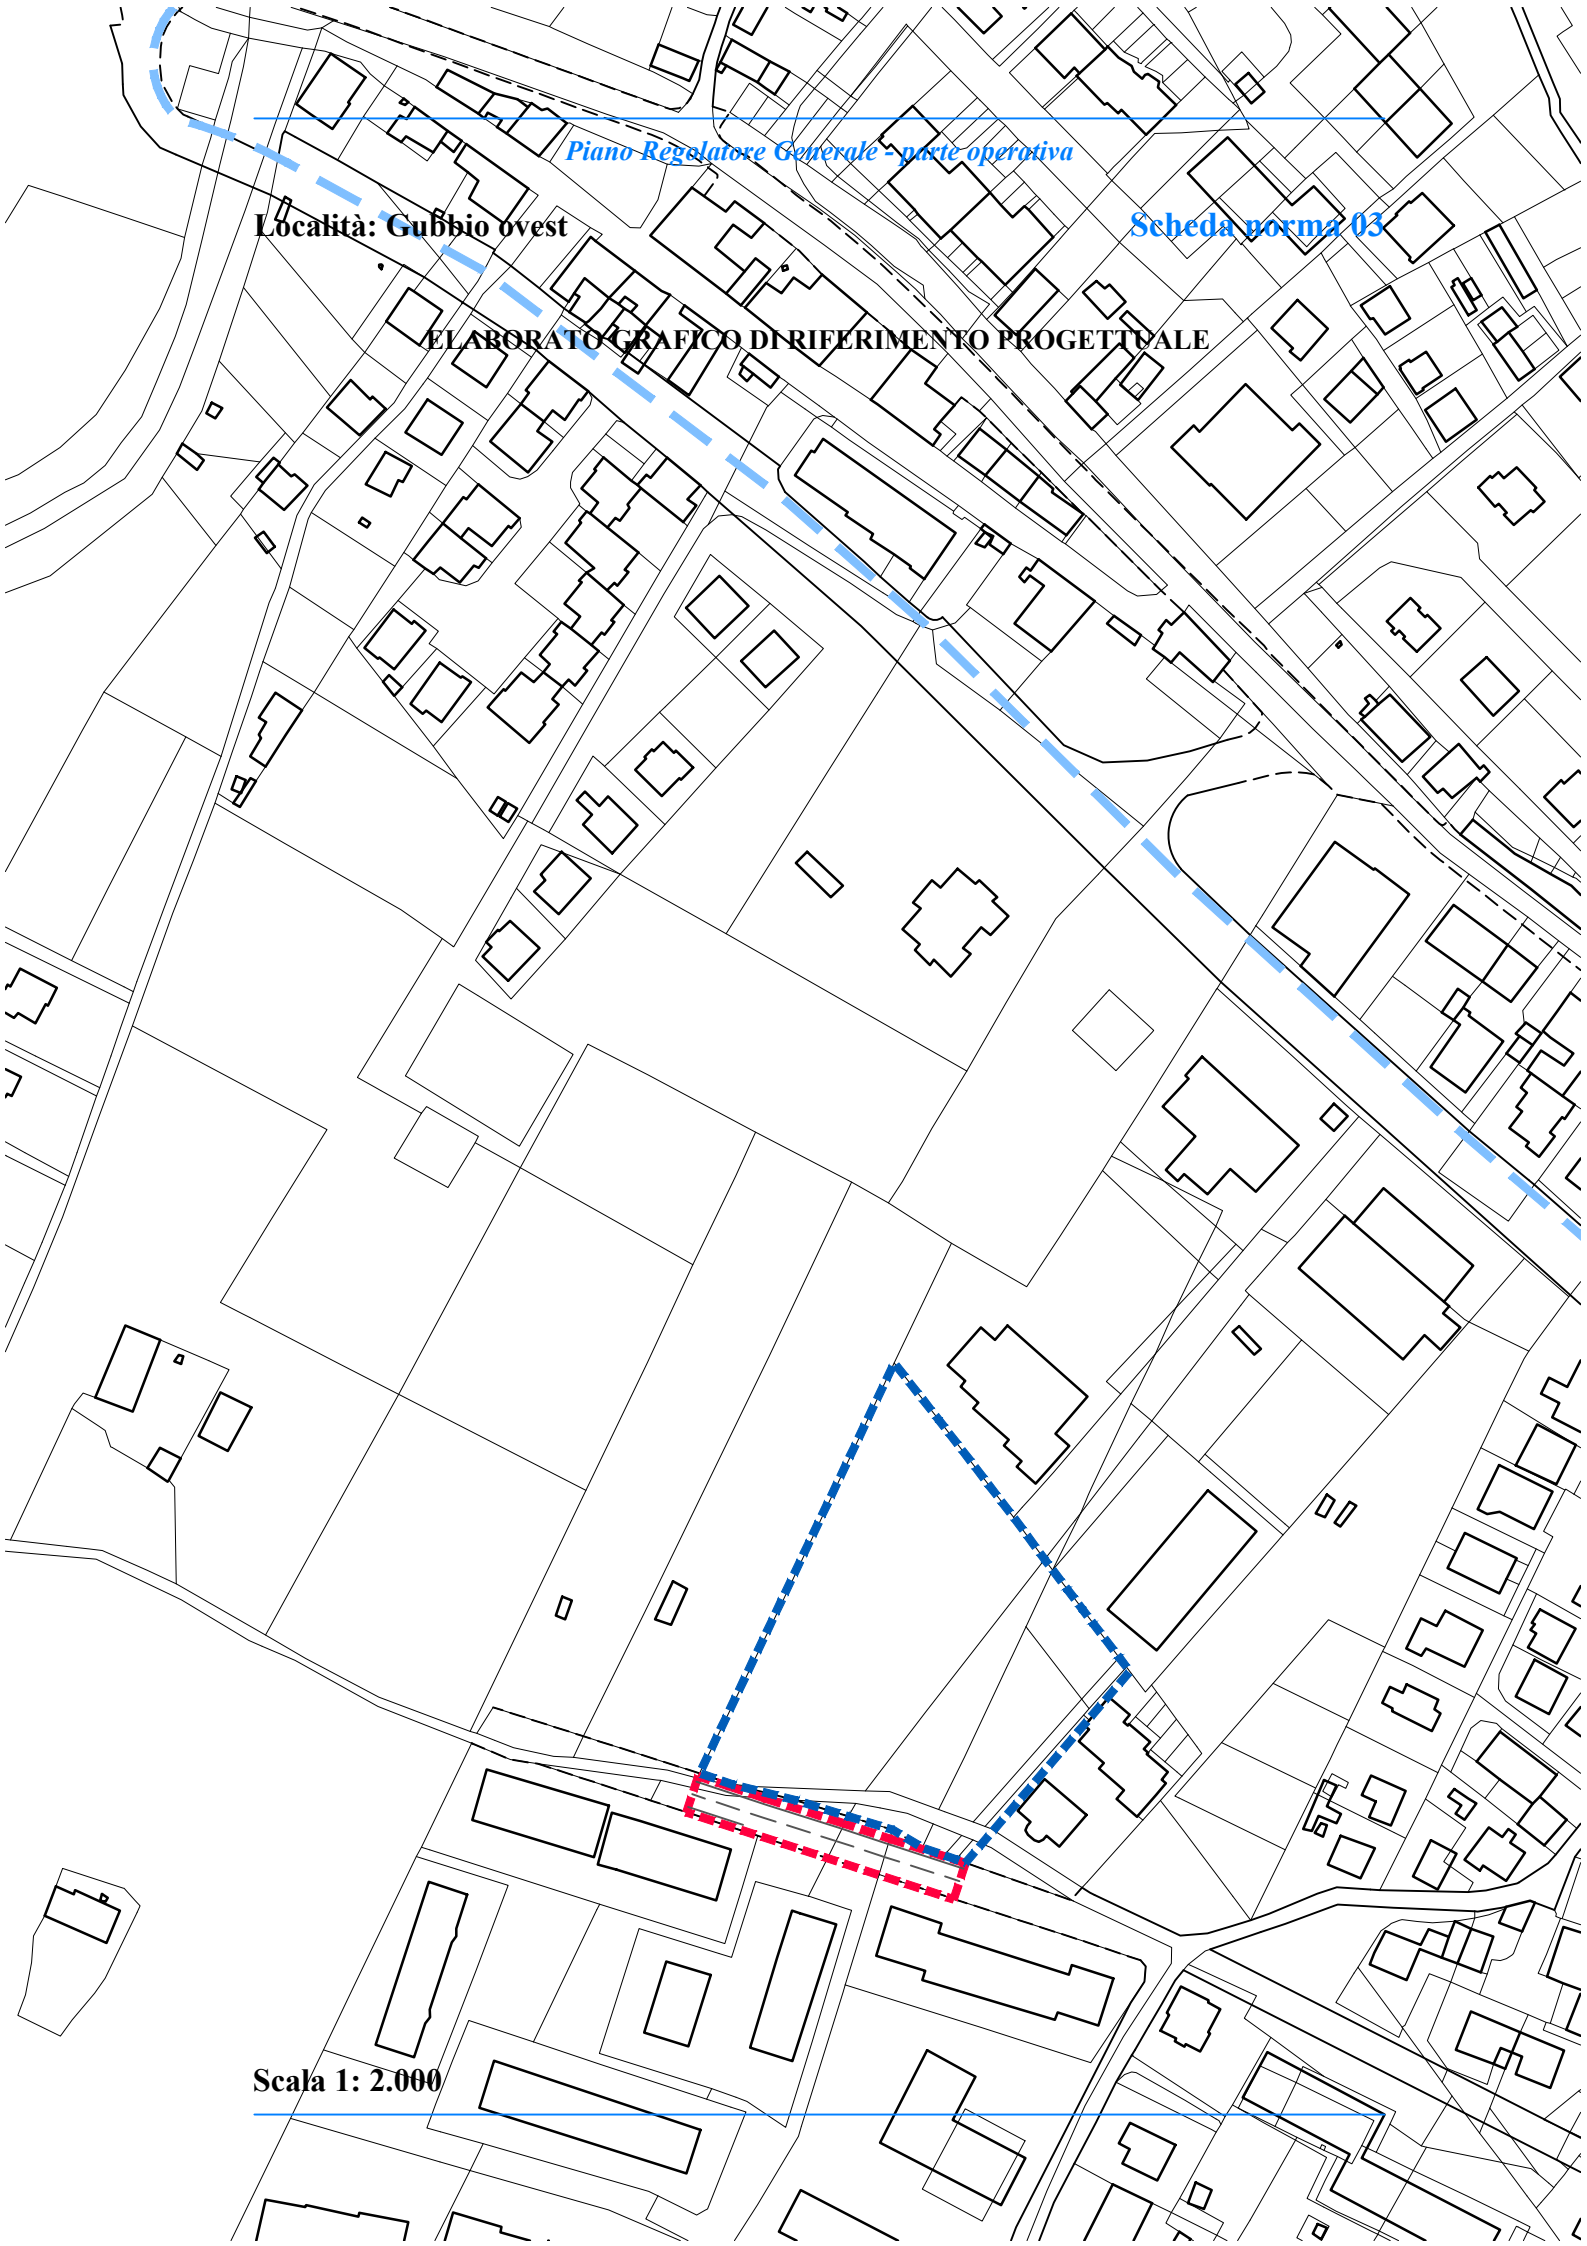 Piano Regolatore Generale - parte operativa
Località: Gubbio ovest
Scheda norma 03
ELABORATO GRAFICO DI RIFERIMENTO PROGETTUALE
Scala 1: 2.000